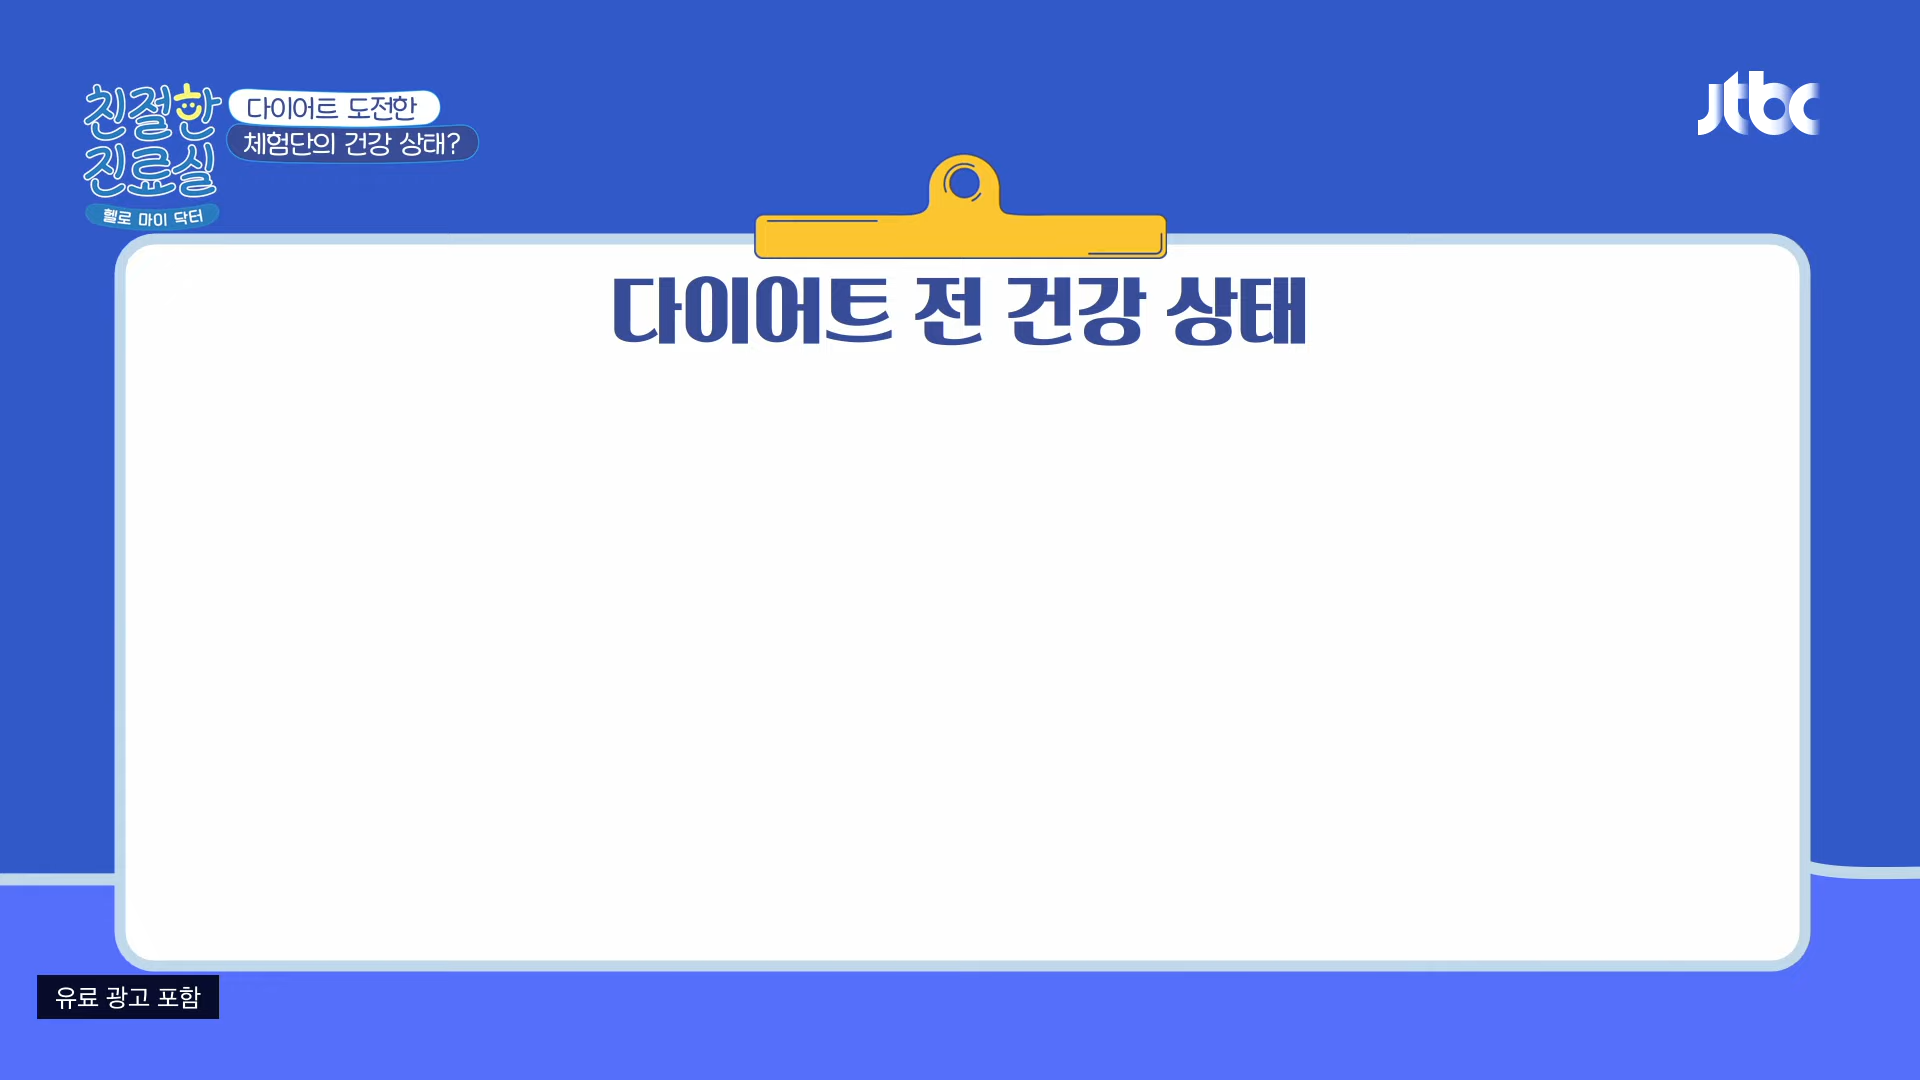 친절한
진료실
헬로 마이 닥터
다이어트 도전한
체험단의 건강 상태?
jtbc
다이어트 전 건강 상태
유료 광고 포함